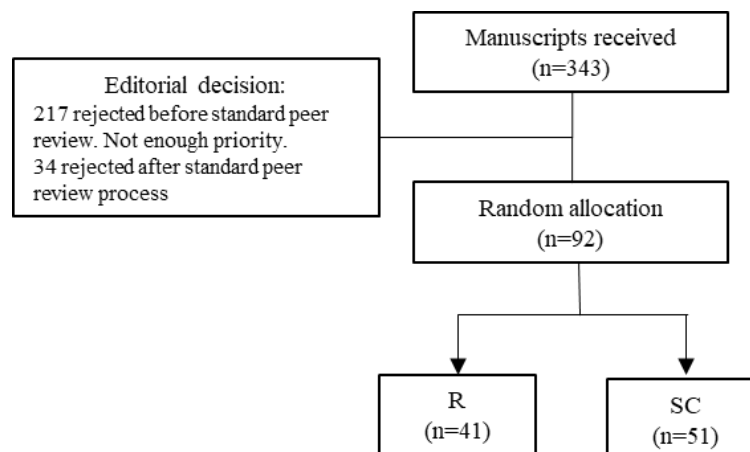 Manuscripts received
(n=343)
Editorial decision:
217 rejected before standard peer
review. Not enough priority.
34 rejected after standard peer
review process
Random allocation
(n=92)
R
(n=41)
SC
(n=51)